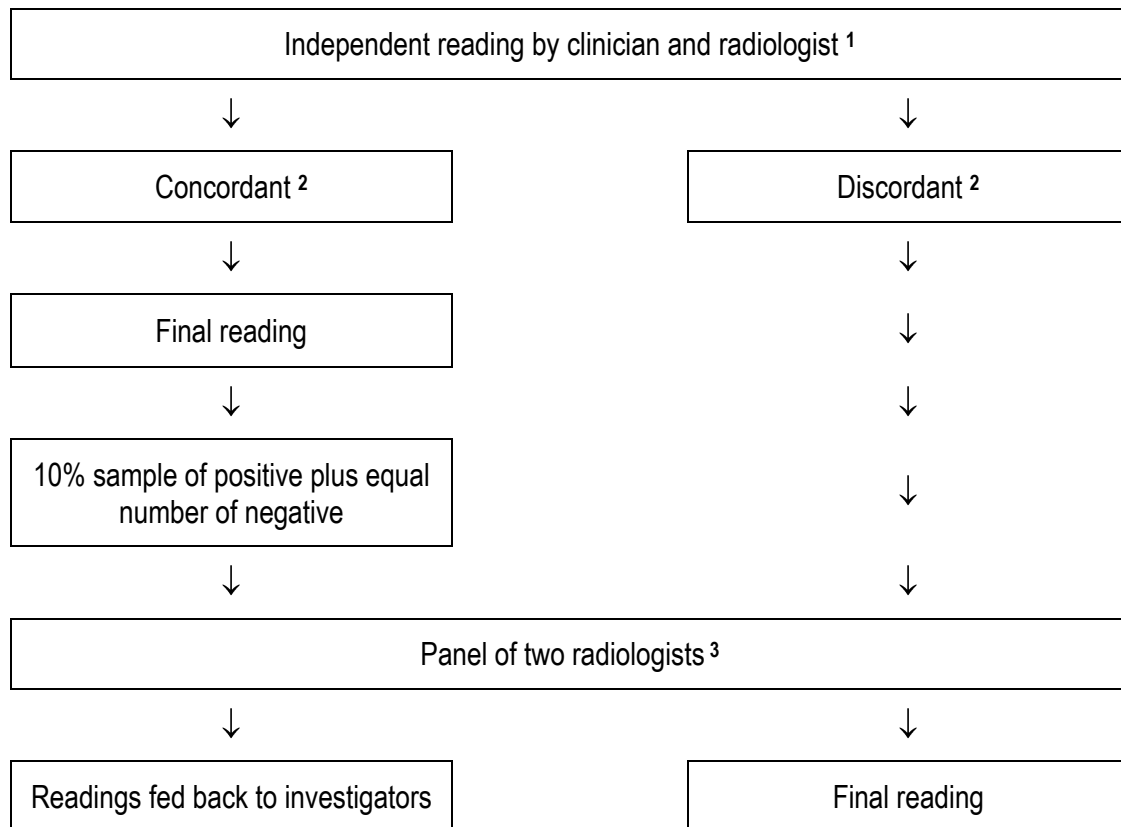 Independent reading by clinician and radiologist ¹
↓ ↓
Concordant ² Discordant ²
↓ ↓
Final reading ↓
↓ ↓
10% sample of positive plus equal
number of negative ↓
↓ ↓
Panel of two radiologists ³
↓ ↓
Readings fed back to investigators Final reading